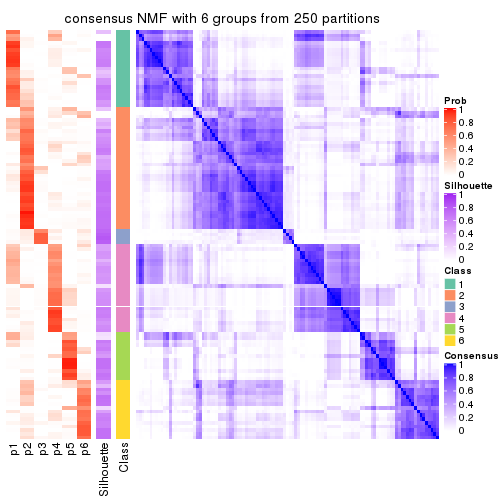 consensus NMF with 6 groups from 250 partitions
Prob
1
0.8
0.6
0.4
0.2
0
Silhouette
1
0.8
0.6
0.4
0.2
0
Class
1
2
3
4
5
6
Consensus
1
0.8
0.6
0.4
0.2
0
p1
p2
p3
p4
p5
p6
Silhouette
Class